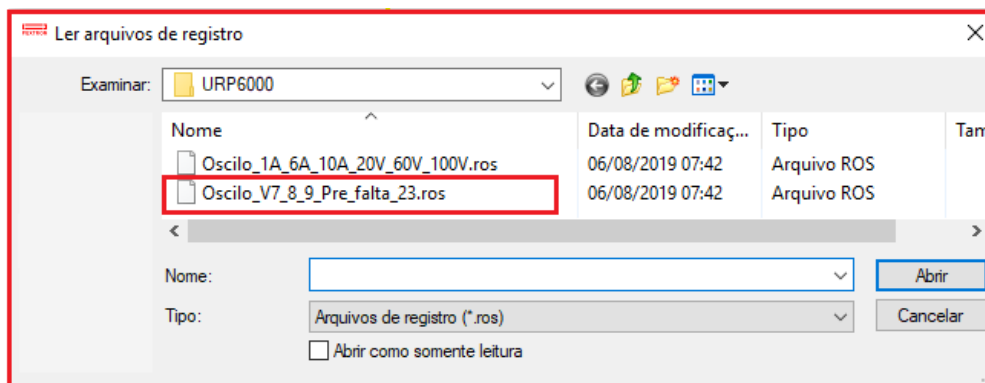 Ler arquivos de registro
Examinar: URP6000
Nome Data de modificaç... Tipo Tam
Oscilo_1A_6A_10A_20V_60V_100V.ros 06/08/2019 07:42 Arquivo ROS
Oscilo_V7_8_9_Pre_falta_23.ros 06/08/2019 07:42 Arquivo ROS
Nome: Abrir
Tipo: Arquivos de registro (*.ros) Cancelar
Abrir como somente leitura